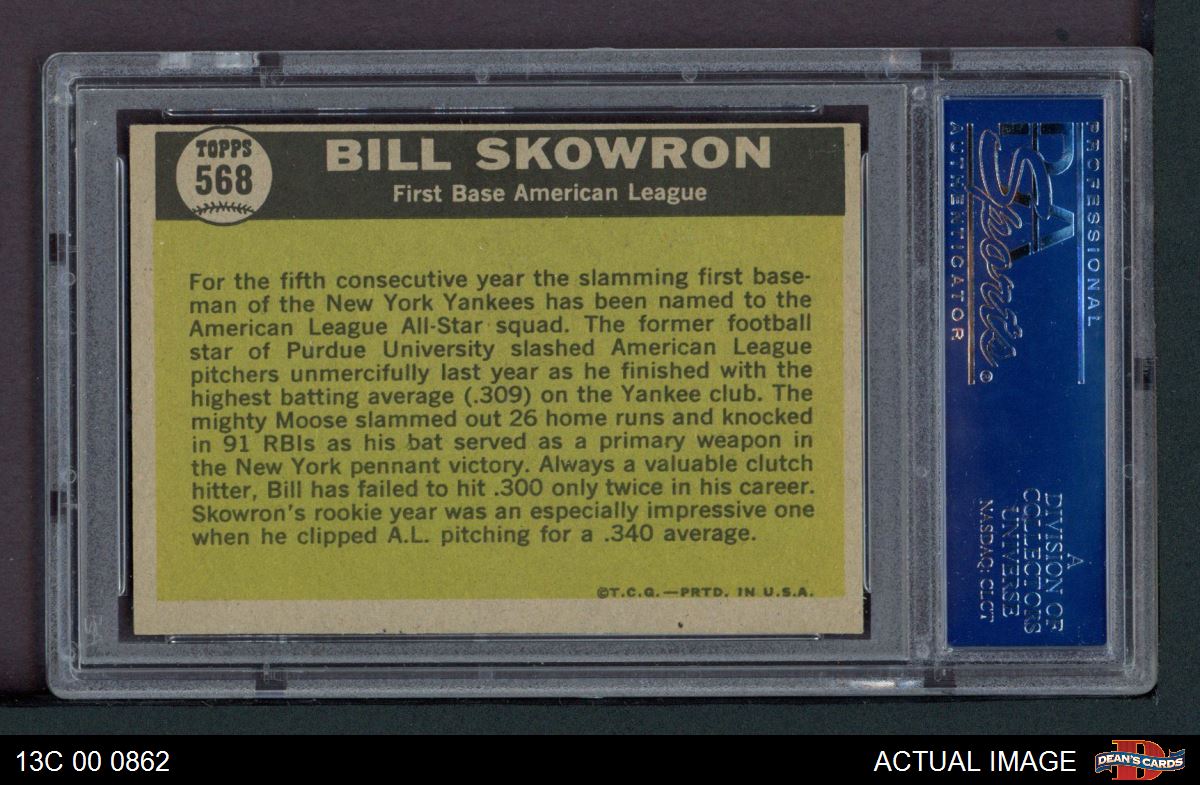 TOPPS
568
BILL SKOWRON
First Base American League
For the fifth consecutive year the slamming first base-
man of the New York Yankees has been named to the
American League All-Star squad. The former football
star of Purdue University slashed American League
pitchers unmercifully last year as he finished with the
highest batting average (.309) on the Yankee club. The
mighty Moose slammed out 26 home runs and knocked
in 91 RBIs as his bat served as a primary weapon in
the New York pennant victory. Always a valuable clutch
hitter, Bill has failed to hit .300 only twice in his career.
Skowron's rookie year was an especially impressive one
when he clipped A.L. pitching for a .340 average.
©T.C.G.—PRTD. IN U.S.A.
PROFESSIONAL
PSA
Sports®
AUTHENTICATOR
A
DIVISION OF
COLLECTORS
UNIVERSE
NASDAQ: CLCT
13C 00 0862
ACTUAL IMAGE
D
DEAN'S CARDS